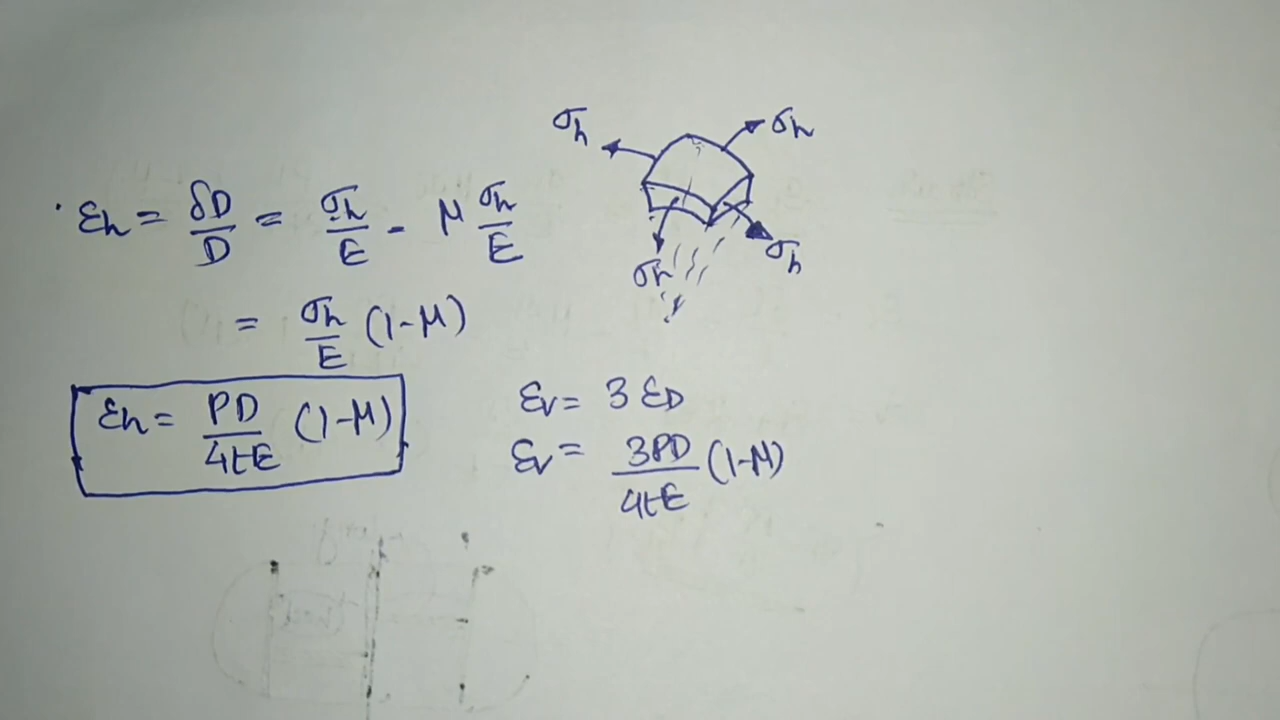 σh σh
εh = δD/D = σh/E - μ σh/E
σh σh
= σh/E (1-μ)
εh = PD/4tE (1-μ)
εv = 3 εD
εv = 3PD/4tE (1-μ)